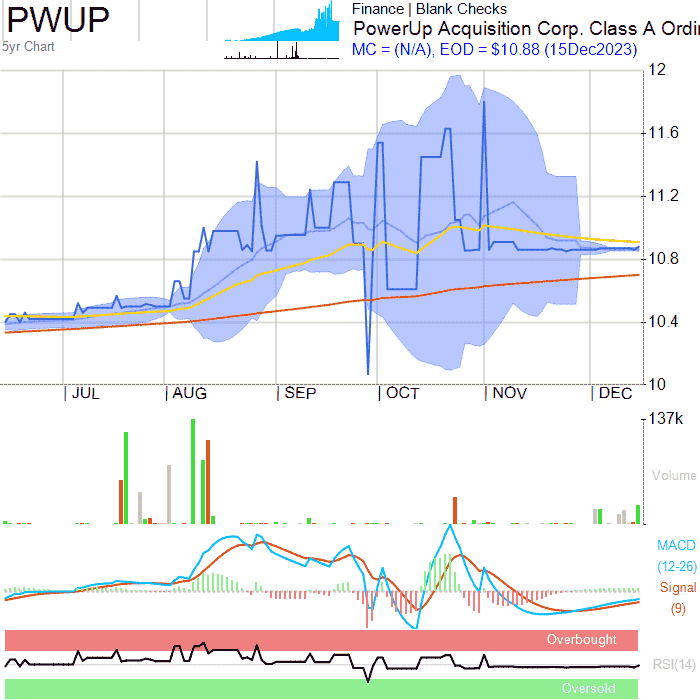 PWUP
5yr Chart
Finance | Blank Checks
PowerUp Acquisition Corp. Class A Ordi
MC = (N/A), EOD = $10.88 (15Dec2023)
12
11.6
11.2
10.8
10.4
10
JUL AUG SEP OCT NOV DEC
137k
Volume
MACD
(12-26)
Signal
(9)
Overbought
RSI(14)
Oversold